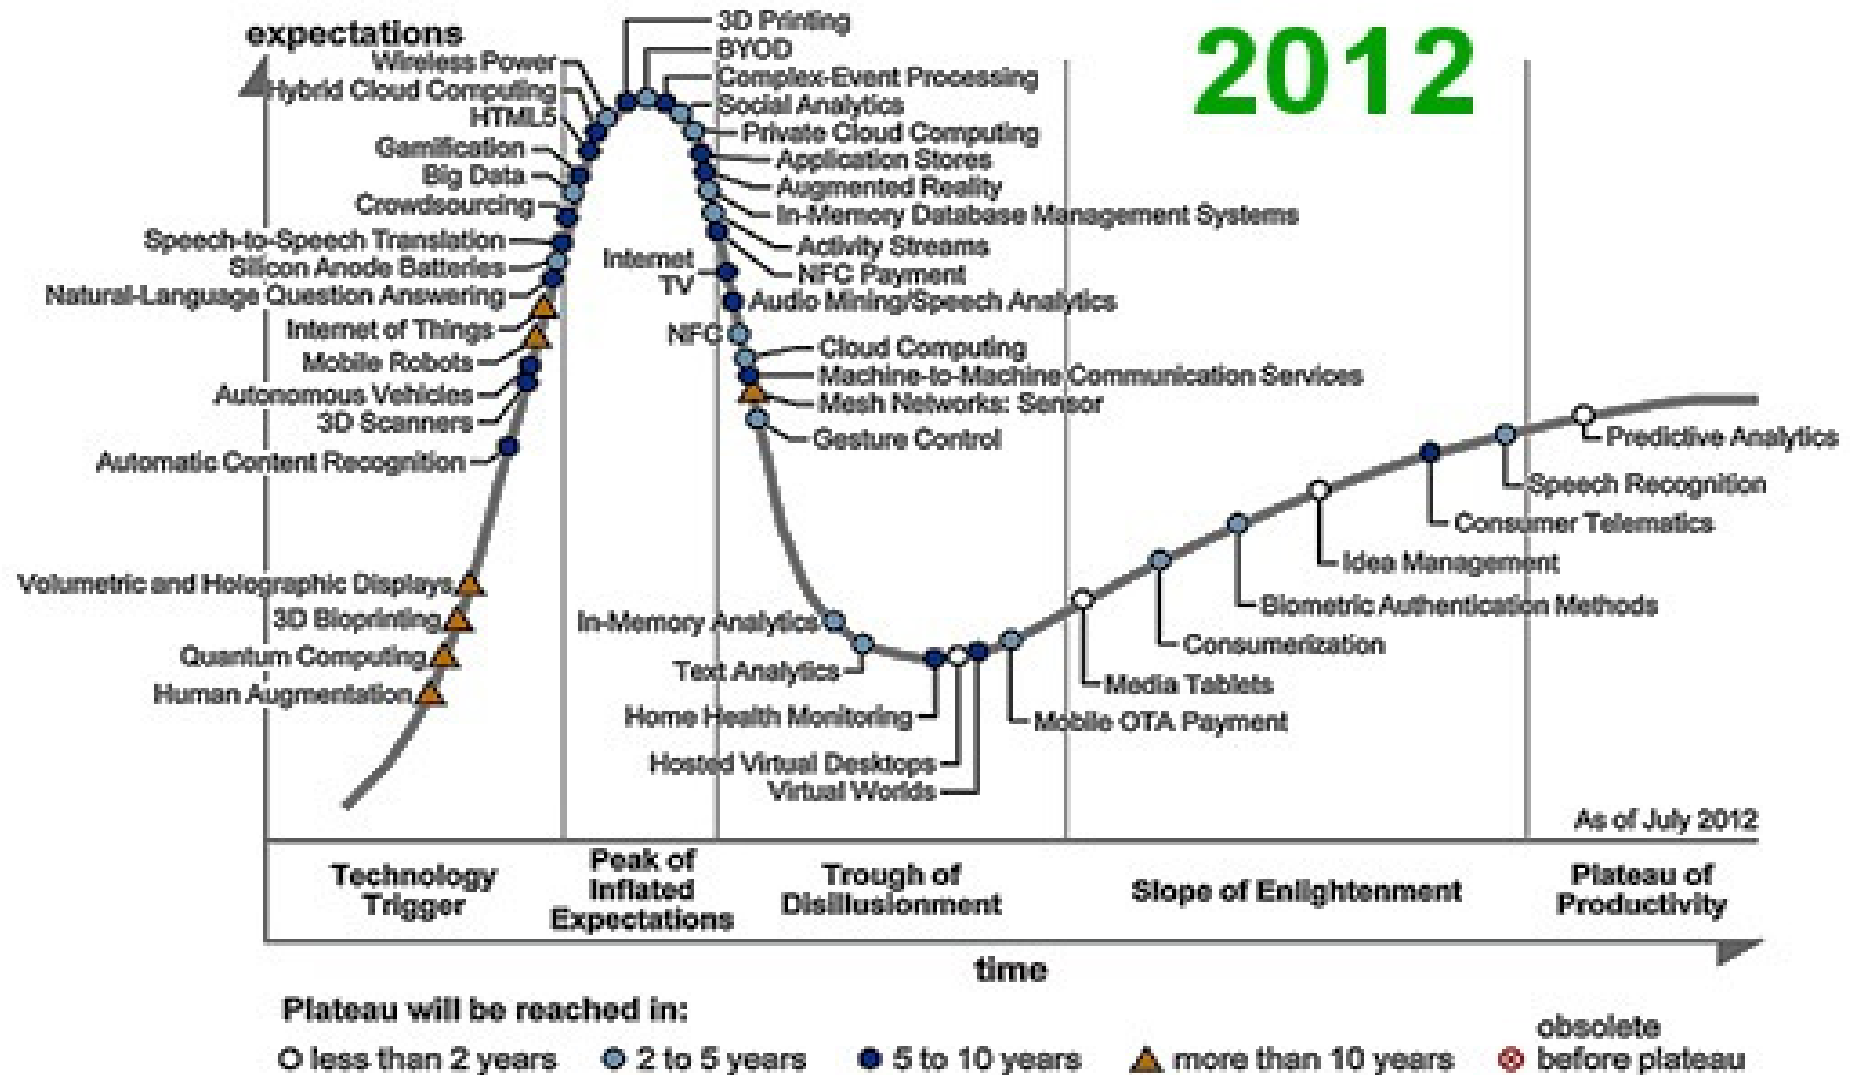 expectations
2012
3D Printing
BYOD
Wireless Power
Complex-Event Processing
Hybrid Cloud Computing
Social Analytics
HTML5
Private Cloud Computing
Gamification
Application Stores
Big Data
Augmented Reality
Crowdsourcing
In-Memory Database Management Systems
Speech-to-Speech Translation
Activity Streams
Silicon Anode Batteries
Internet
TV
NFC Payment
Natural-Language Question Answering
Audio Mining/Speech Analytics
Internet of Things
NFC
Cloud Computing
Mobile Robots
Machine-to-Machine Communication Services
Autonomous Vehicles
Mesh Networks: Sensor
3D Scanners
Gesture Control
Automatic Content Recognition
Predictive Analytics
Speech Recognition
Consumer Telematics
Idea Management
Volumetric and Holographic Displays
Biometric Authentication Methods
3D Bioprinting
In-Memory Analytics
Consumerization
Quantum Computing
Text Analytics
Media Tablets
Human Augmentation
Home Health Monitoring
Mobile OTA Payment
Hosted Virtual Desktops
Virtual Worlds
As of July 2012
Technology
Trigger
Peak of
Inflated
Expectations
Trough of
Disillusionment
Slope of Enlightenment
Plateau of
Productivity
time
Plateau will be reached in:
less than 2 years
2 to 5 years
5 to 10 years
more than 10 years
obsolete
before plateau